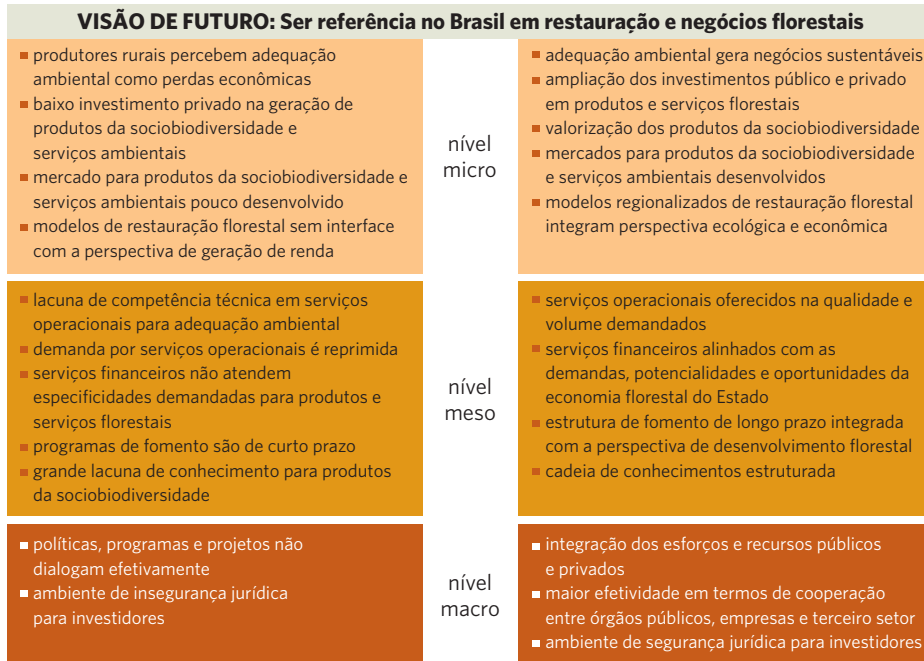 VISÃO DE FUTURO: Ser referência no Brasil em restauração e negócios florestais
produtores rurais percebem adequação
ambiental como perdas econômicas
baixo investimento privado na geração de
produtos da sociobiodiversidade e
serviços ambientais
mercado para produtos da sociobiodiversidade e
serviços ambientais pouco desenvolvido
modelos de restauração florestal sem interface
com a perspectiva de geração de renda
nível
micro
adequação ambiental gera negócios sustentáveis
ampliação dos investimentos público e privado
em produtos e serviços florestais
valorização dos produtos da sociobiodiversidade
mercados para produtos da sociobiodiversidade
e serviços ambientais desenvolvidos
modelos regionalizados de restauração florestal
integram perspectiva ecológica e econômica
lacuna de competência técnica em serviços
operacionais para adequação ambiental
demanda por serviços operacionais é reprimida
serviços financeiros não atendem
especificidades demandadas para produtos e
serviços florestais
programas de fomento são de curto prazo
grande lacuna de conhecimento para produtos
da sociobiodiversidade
nível
meso
serviços operacionais oferecidos na qualidade e
volume demandados
serviços financeiros alinhados com as
demandas, potencialidades e oportunidades da
economia florestal do Estado
estrutura de fomento de longo prazo integrada
com a perspectiva de desenvolvimento florestal
cadeia de conhecimentos estruturada
políticas, programas e projetos não
dialogam efetivamente
ambiente de insegurança jurídica
para investidores
nível
macro
integração dos esforços e recursos públicos
e privados
maior efetividade em termos de cooperação
entre órgãos públicos, empresas e terceiro setor
ambiente de segurança jurídica para investidores